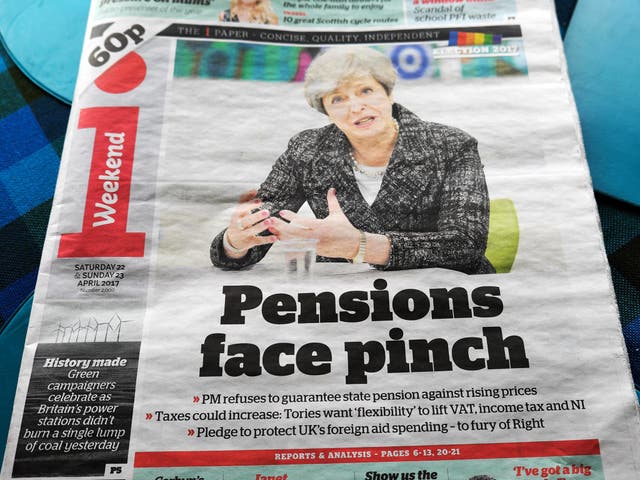 the whole family to enjoy
10 great Scottish cycle routes
Scandal of
school PFI waste
60p
THE i PAPER - CONCISE. QUALITY. INDEPENDENT
ELECTION 2017
i
Weekend
SATURDAY 22
& SUNDAY 23
APRIL 2017
Number 2,000
History made
Green
campaigners
celebrate as
Britain's power
stations didn't
burn a single lump
of coal yesterday
P5
Pensions
face pinch
» PM refuses to guarantee state pension against rising prices
» Taxes could increase: Tories want 'flexibility' to lift VAT, income tax and NI
» Pledge to protect UK's foreign aid spending – to fury of Right
REPORTS & ANALYSIS - PAGES 6-13, 20-21
Janet
Show us the
'I've got a big